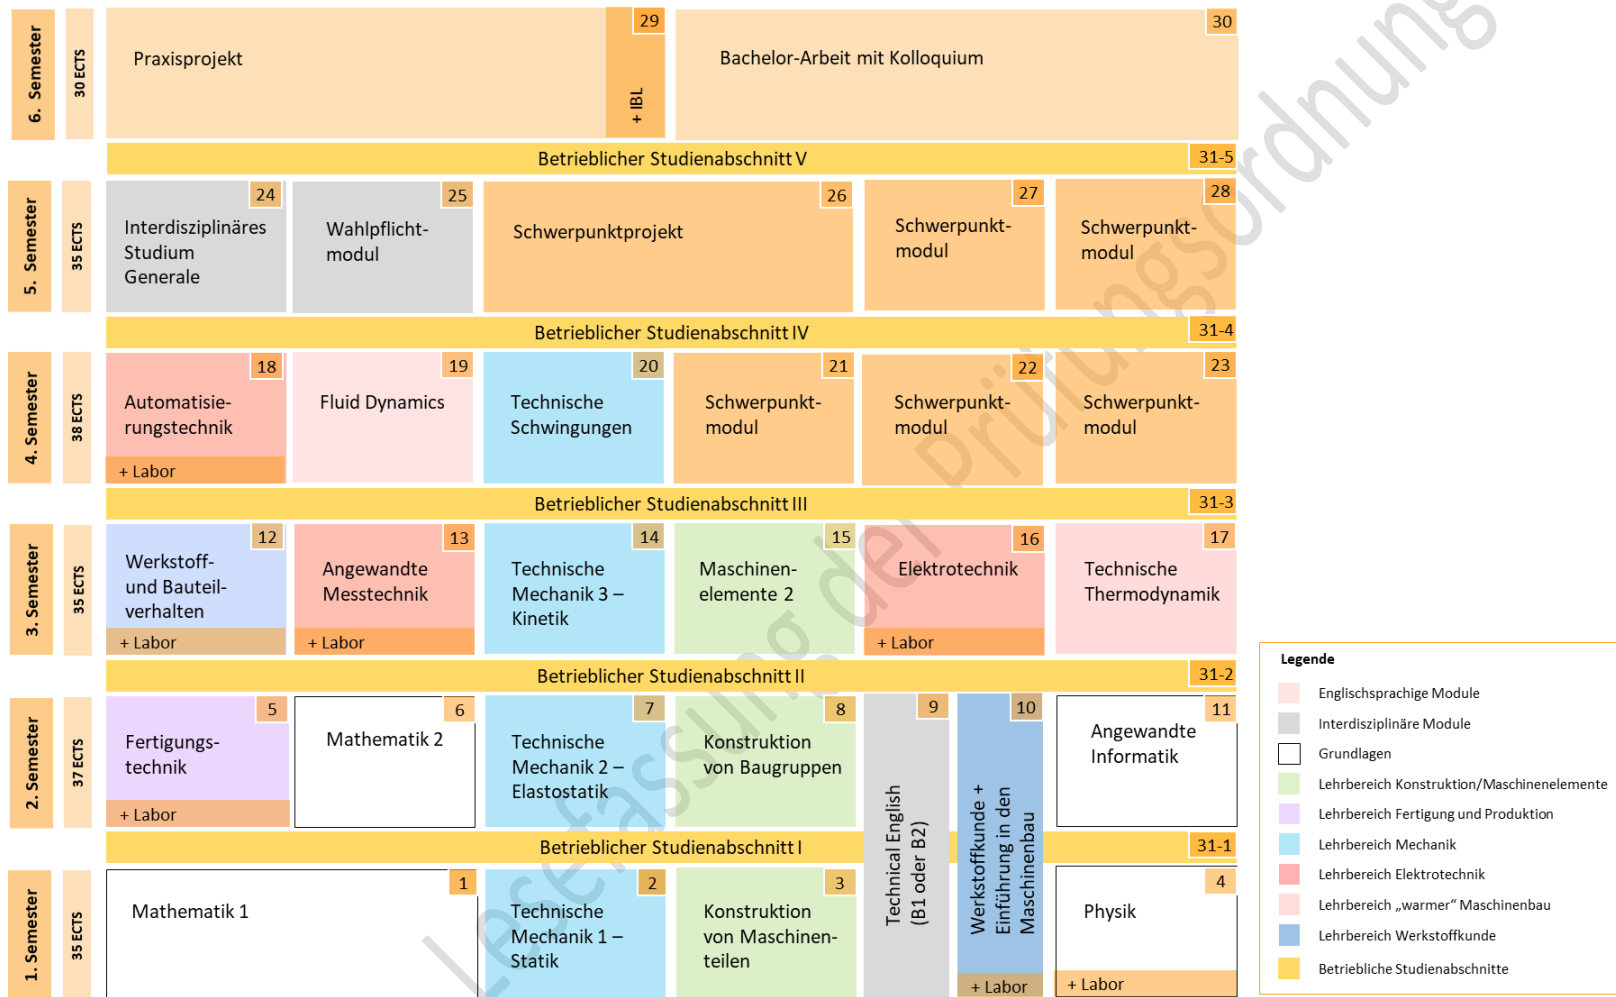 6. Semester
30 ECTS
Praxisprojekt
29
+ IBL
Bachelor-Arbeit mit Kolloquium
30
Betrieblicher Studienabschnitt V
31-5
5. Semester
35 ECTS
24
Interdisziplinäres
Studium
Generale
25
Wahlpflicht-
modul
26
Schwerpunktprojekt
27
Schwerpunkt-
modul
28
Schwerpunkt-
modul
Betrieblicher Studienabschnitt IV
31-4
4. Semester
38 ECTS
18
Automatisie-
rungstechnik
+ Labor
19
Fluid Dynamics
20
Technische
Schwingungen
21
Schwerpunkt-
modul
22
Schwerpunkt-
modul
23
Schwerpunkt-
modul
Betrieblicher Studienabschnitt III
31-3
3. Semester
35 ECTS
12
Werkstoff-
und Bauteil-
verhalten
+ Labor
13
Angewandte
Messtechnik
+ Labor
14
Technische
Mechanik 3 –
Kinetik
15
Maschinen-
elemente 2
16
Elektrotechnik
+ Labor
17
Technische
Thermodynamik
Betrieblicher Studienabschnitt II
31-2
2. Semester
37 ECTS
5
Fertigungs-
technik
+ Labor
6
Mathematik 2
7
Technische
Mechanik 2 –
Elastostatik
8
Konstruktion
von Baugruppen
9
Technical English
(B1 oder B2)
10
Werkstoffkunde +
Einführung in den
Maschinenbau
+ Labor
11
Angewandte
Informatik
Betrieblicher Studienabschnitt I
31-1
1. Semester
35 ECTS
1
Mathematik 1
2
Technische
Mechanik 1 –
Statik
3
Konstruktion
von Maschinen-
teilen
4
Physik
+ Labor
Legende
Englischsprachige Module
Interdisziplinäre Module
Grundlagen
Lehrbereich Konstruktion/Maschinenelemente
Lehrbereich Fertigung und Produktion
Lehrbereich Mechanik
Lehrbereich Elektrotechnik
Lehrbereich „warmer“ Maschinenbau
Lehrbereich Werkstoffkunde
Betriebliche Studienabschnitte
Lesefassung der Prüfungsordnung